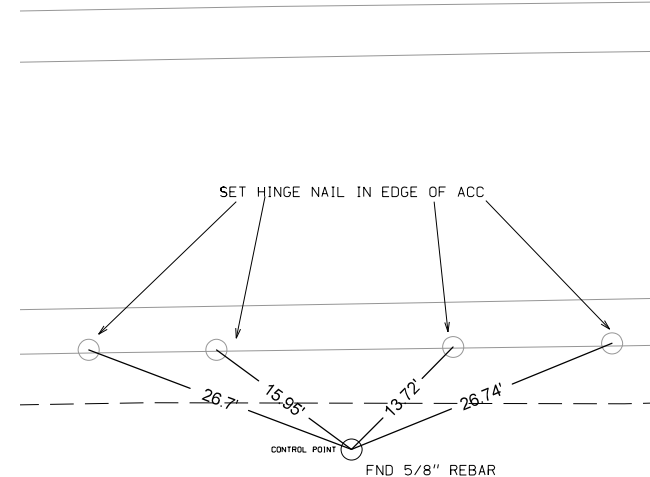 SET HINGE NAIL IN EDGE OF ACC
26.7'
15.95'
13.72'
26.74'
CONTROL POINT
FND 5/8" REBAR